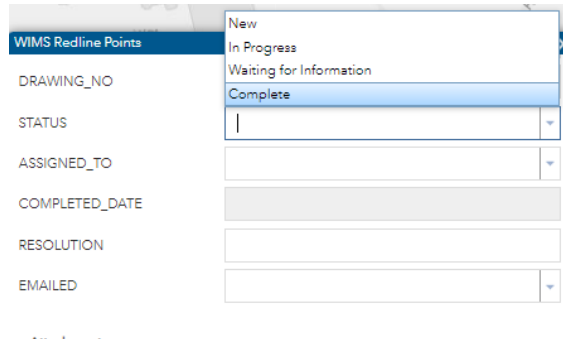 New
WIMS Redline Points
In Progress
Waiting for Information
DRAWING_NO
Complete
STATUS
ASSIGNED_TO
COMPLETED_DATE
RESOLUTION
EMAILED